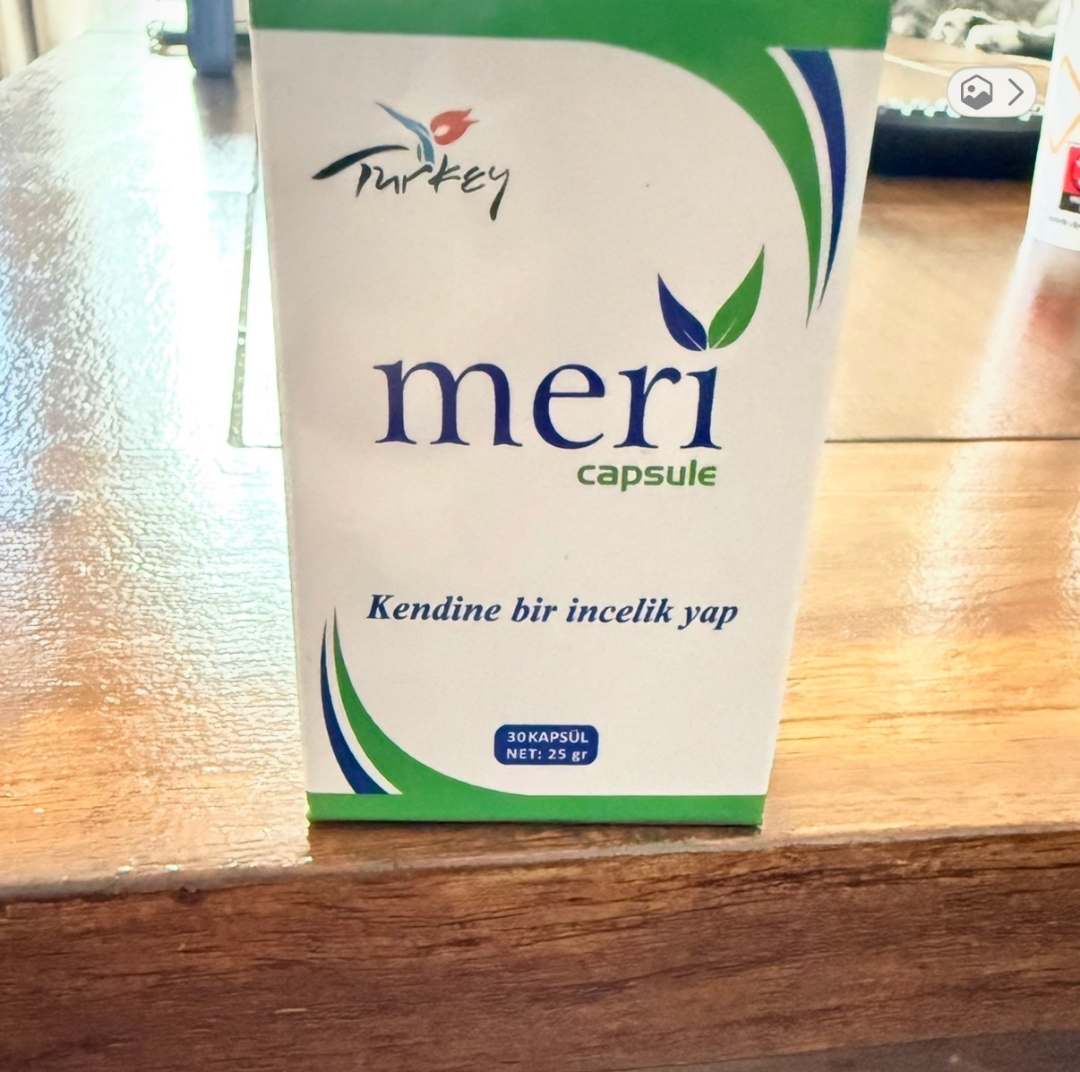 Turkey
meri
capsule
Kendine bir incelik yap
30 KAPSÜL
NET: 25 gr